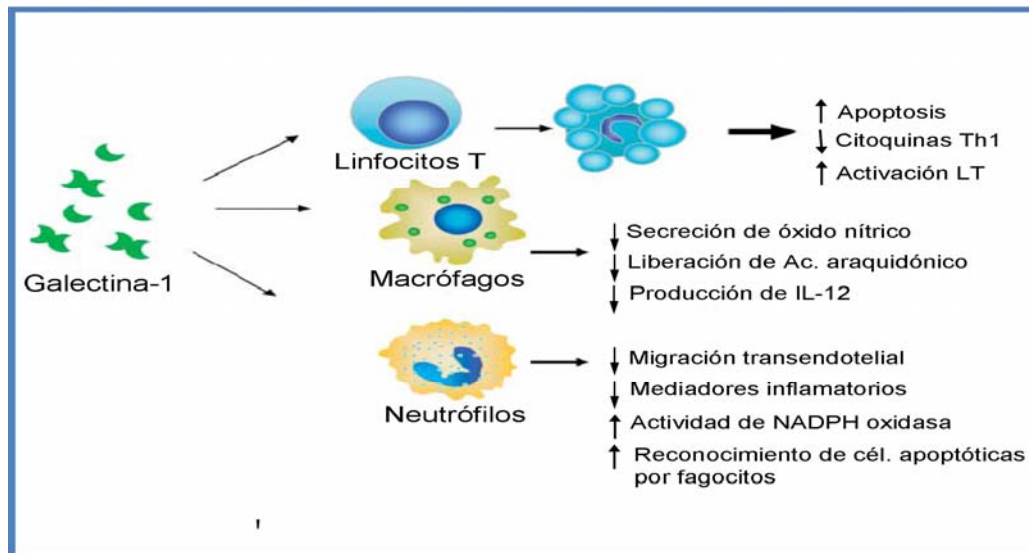 Galectina-1
Linfocitos T
↑ Apoptosis
↓ Citoquinas Th1
↑ Activación LT
Macrófagos
↓ Secreción de óxido nítrico
↓ Liberación de Ac. araquidónico
↓ Producción de IL-12
Neutrófilos
↓ Migración transendotelial
↓ Mediadores inflamatorios
↑ Actividad de NADPH oxidasa
↑ Reconocimiento de cél. apoptóticas
por fagocitos